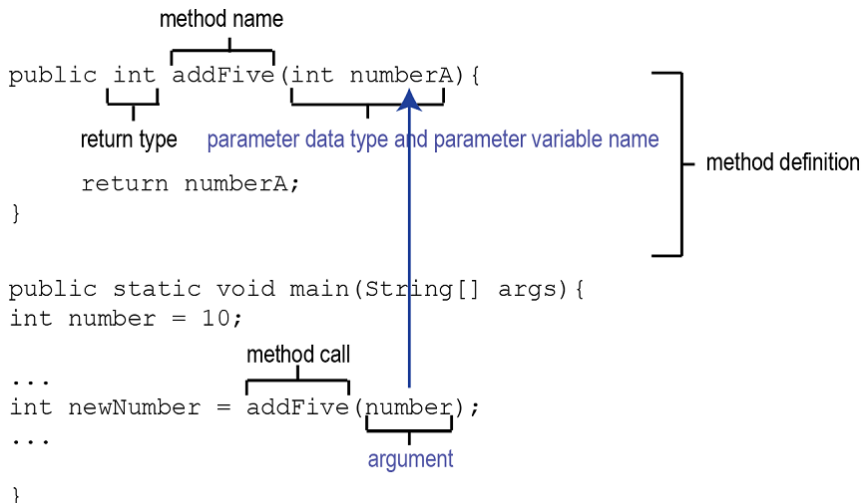 method name
public int addFive(int numberA){
return type parameter data type and parameter variable name
method definition
return numberA;
}
public static void main(String[] args){
int number = 10;
method call
...
int newNumber = addFive(number);
...
argument
}